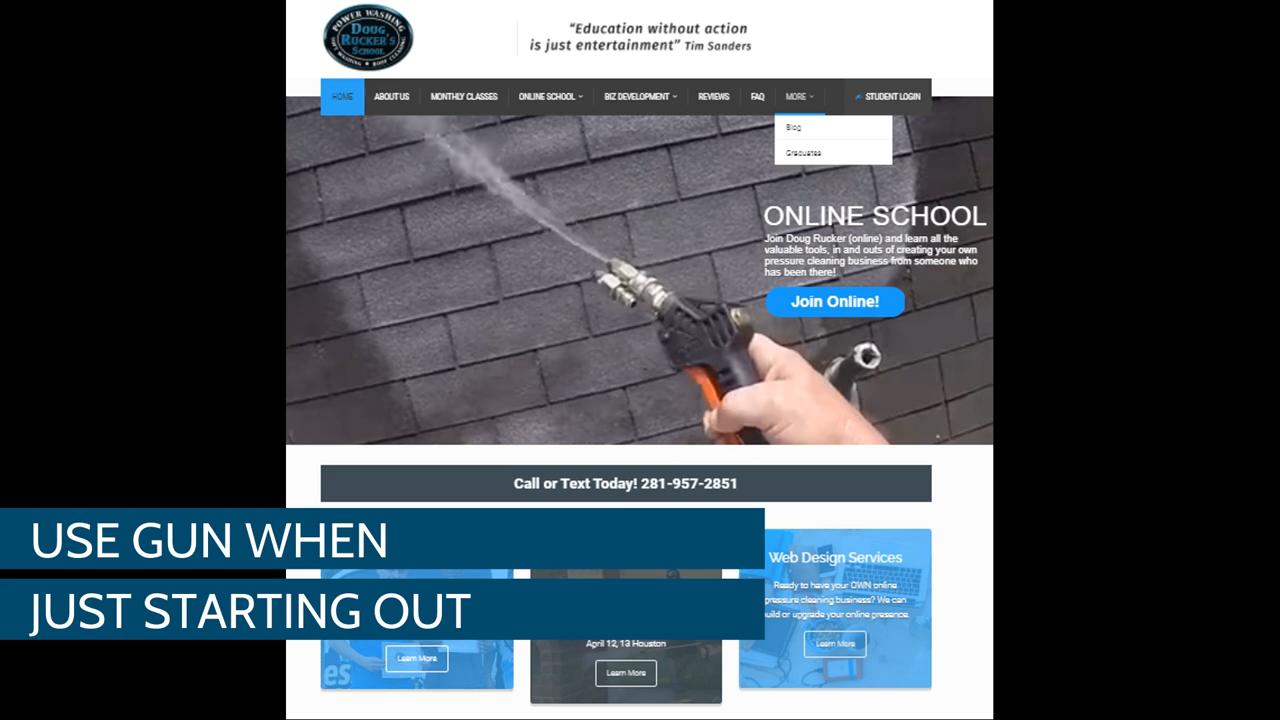 POWER WASHING
DOUG
RUCKER'S
SCHOOL
SOFT WASHING ★ ROOF CLEANING
“Education without action
is just entertainment” Tim Sanders
HOME ABOUT US MONTHLY CLASSES ONLINE SCHOOL BIZ DEVELOPMENT REVIEWS FAQ MORE STUDENT LOGIN
Blog
Graduates
ONLINE SCHOOL
Join Doug Rucker (online) and learn all the
valuable tools, in and outs of creating your own
pressure cleaning business from someone who
has been there!
Join Online!
Call or Text Today! 281-957-2851
USE GUN WHEN
JUST STARTING OUT
Web Design Services
Ready to have your OWN online
pressure cleaning business? We can
build or upgrade your online presence.
Learn More
April 12, 13 Houston
Learn More
es
Learn More